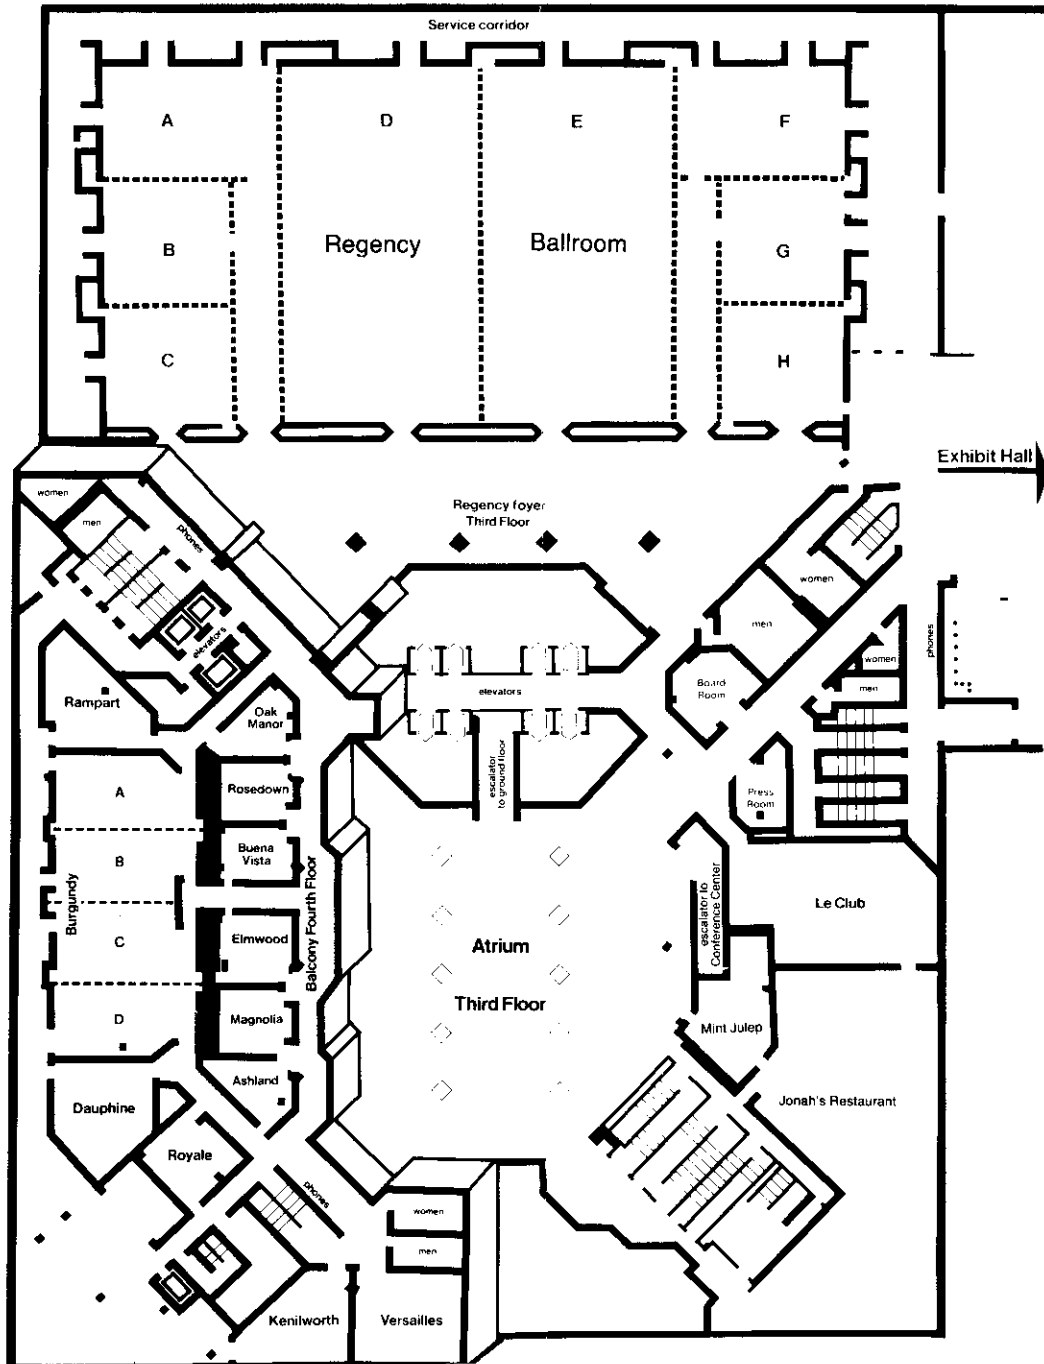 Service corridor
A
D
E
F
Regency
Ballroom
B
G
C
H
Exhibit Hall
Regency foyer
Third Floor
women
men
phones
elevators
women
men
Board
Room
women
men
phones
Rampart
Oak
Manor
elevators
escalator
to ground floor
Press
Room
A
Rosedown
B
Buena
Vista
Burgundy
C
Elmwood
Balcony Fourth Floor
D
Magnolia
Ashland
Atrium
Third Floor
escalator to
Conference Center
Le Club
Mint Julep
Jonah's Restaurant
Dauphine
Royale
phones
women
men
Kenilworth
Versailles